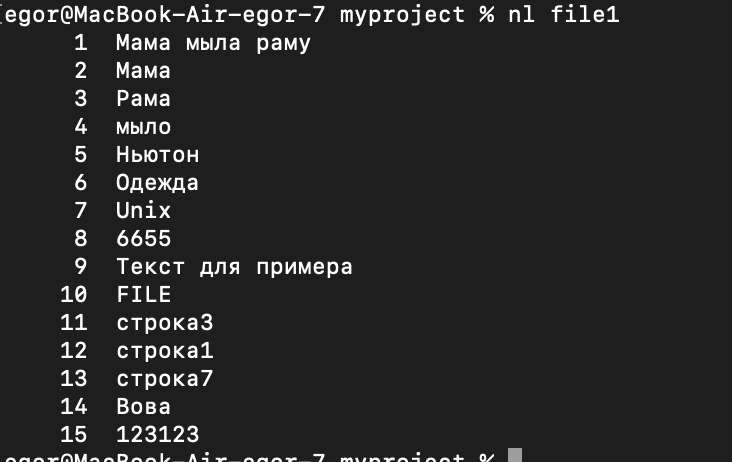 [egor@MacBook-Air-egor-7 myproject % nl file1
1 Мама мыла раму
2 Мама
3 Рама
4 мыло
5 Ньютон
6 Одежда
7 Unix
8 6655
9 Текст для примера
10 FILE
11 строка3
12 строка1
13 строка7
14 Вова
15 123123
egor@MacBook-Air-egor-7 myproject %